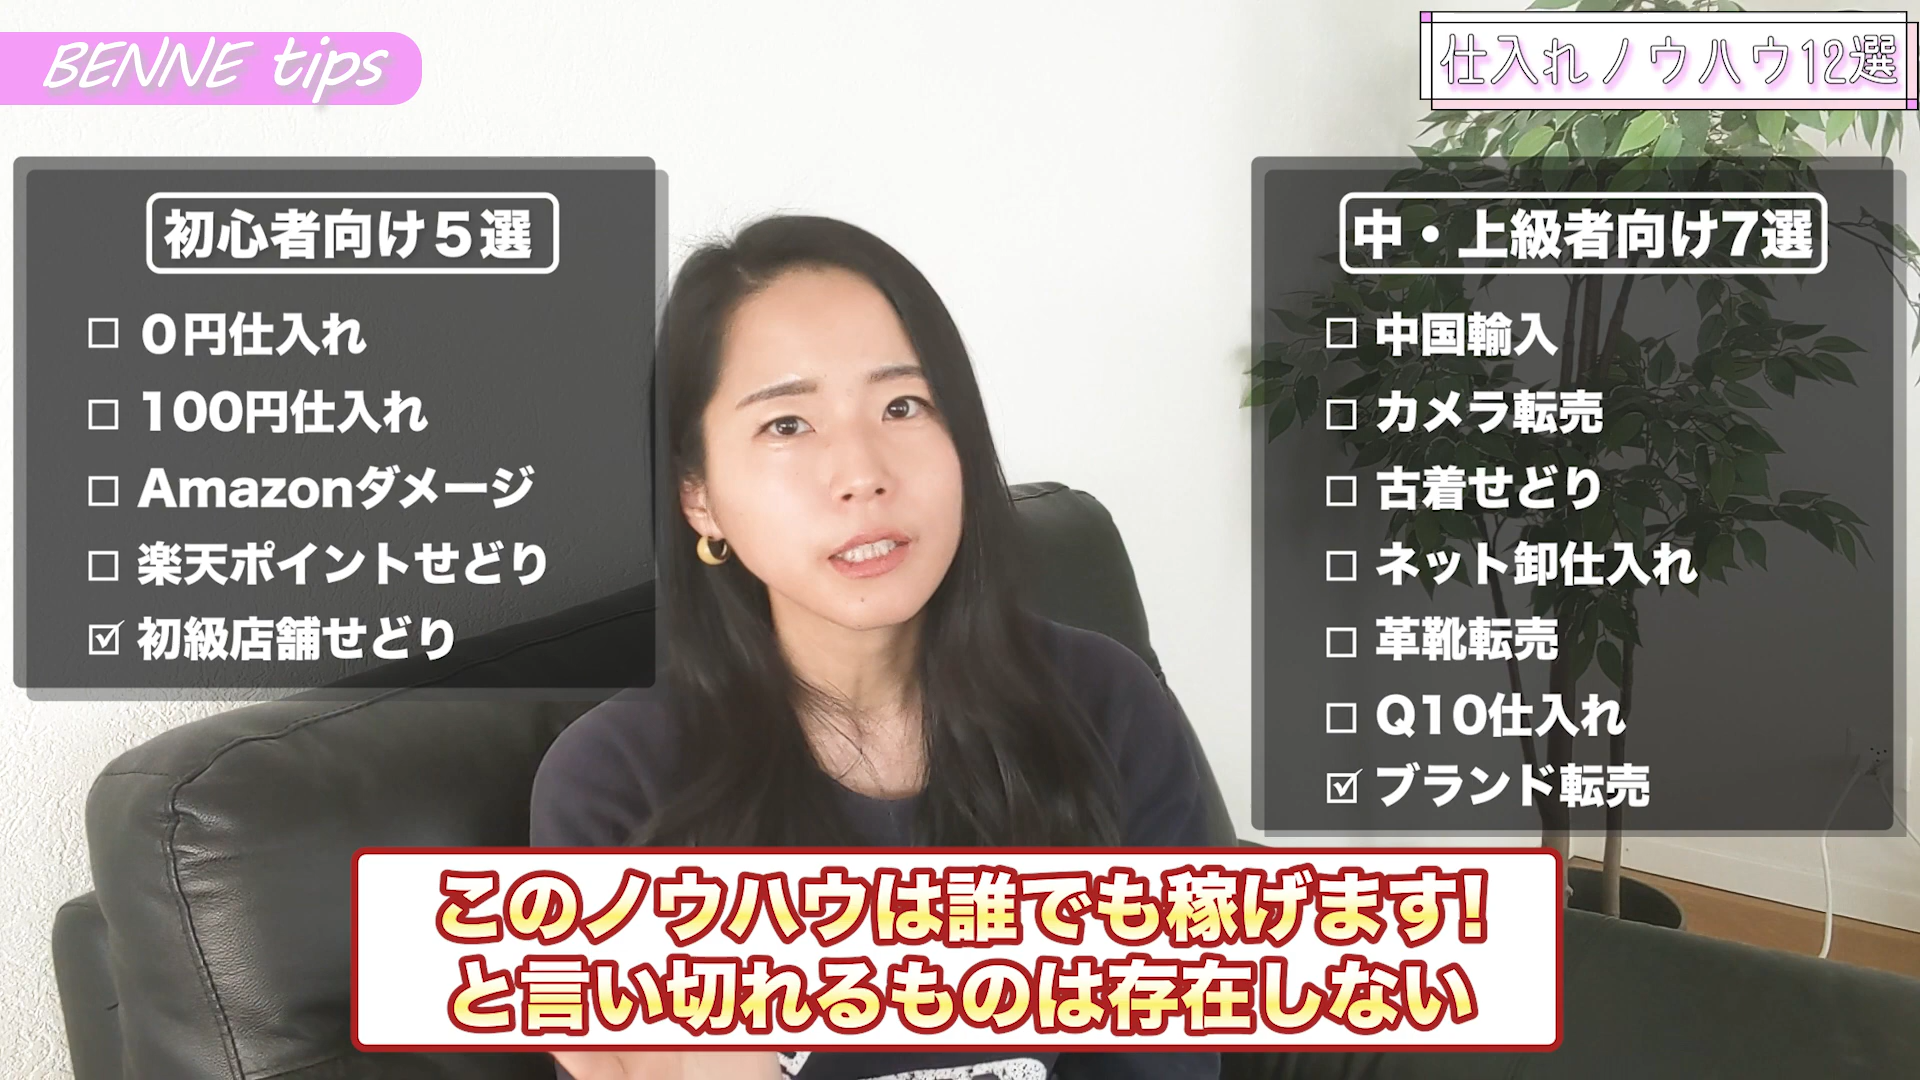 BENNE tips
仕入れノウハウ12選
初心者向け5選
０円仕入れ
100円仕入れ
Amazonダメージ
楽天ポイントせどり
初級店舗せどり
中・上級者向け7選
中国輸入
カメラ転売
古着せどり
ネット卸仕入れ
革靴転売
Q10仕入れ
ブランド転売
このノウハウは誰でも稼げます!
と言い切れるものは存在しない